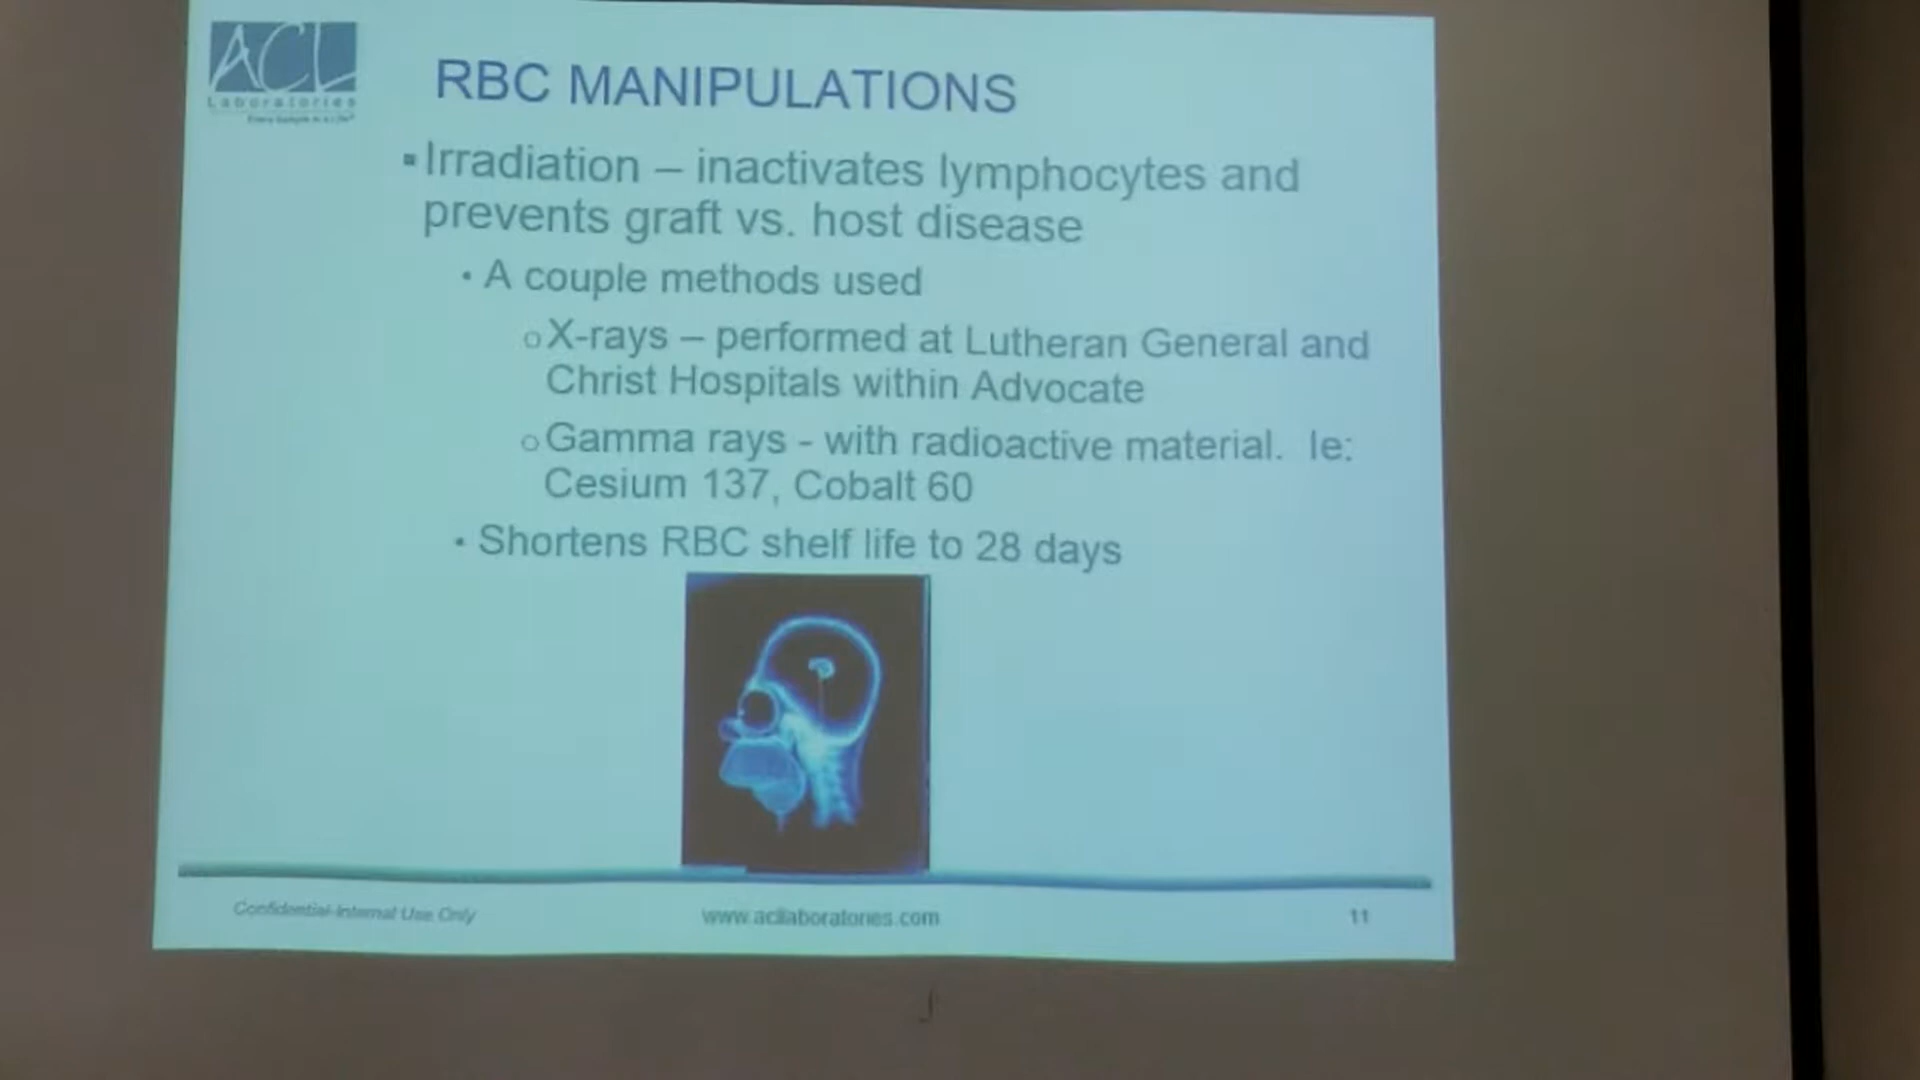 ACL
Laboratories
RBC MANIPULATIONS
▪ Irradiation – inactivates lymphocytes and
prevents graft vs. host disease
• A couple methods used
o X-rays – performed at Lutheran General and
Christ Hospitals within Advocate
o Gamma rays - with radioactive material. Ie:
Cesium 137, Cobalt 60
• Shortens RBC shelf life to 28 days
Confidential-Internal Use Only
www.acllaboratories.com
11